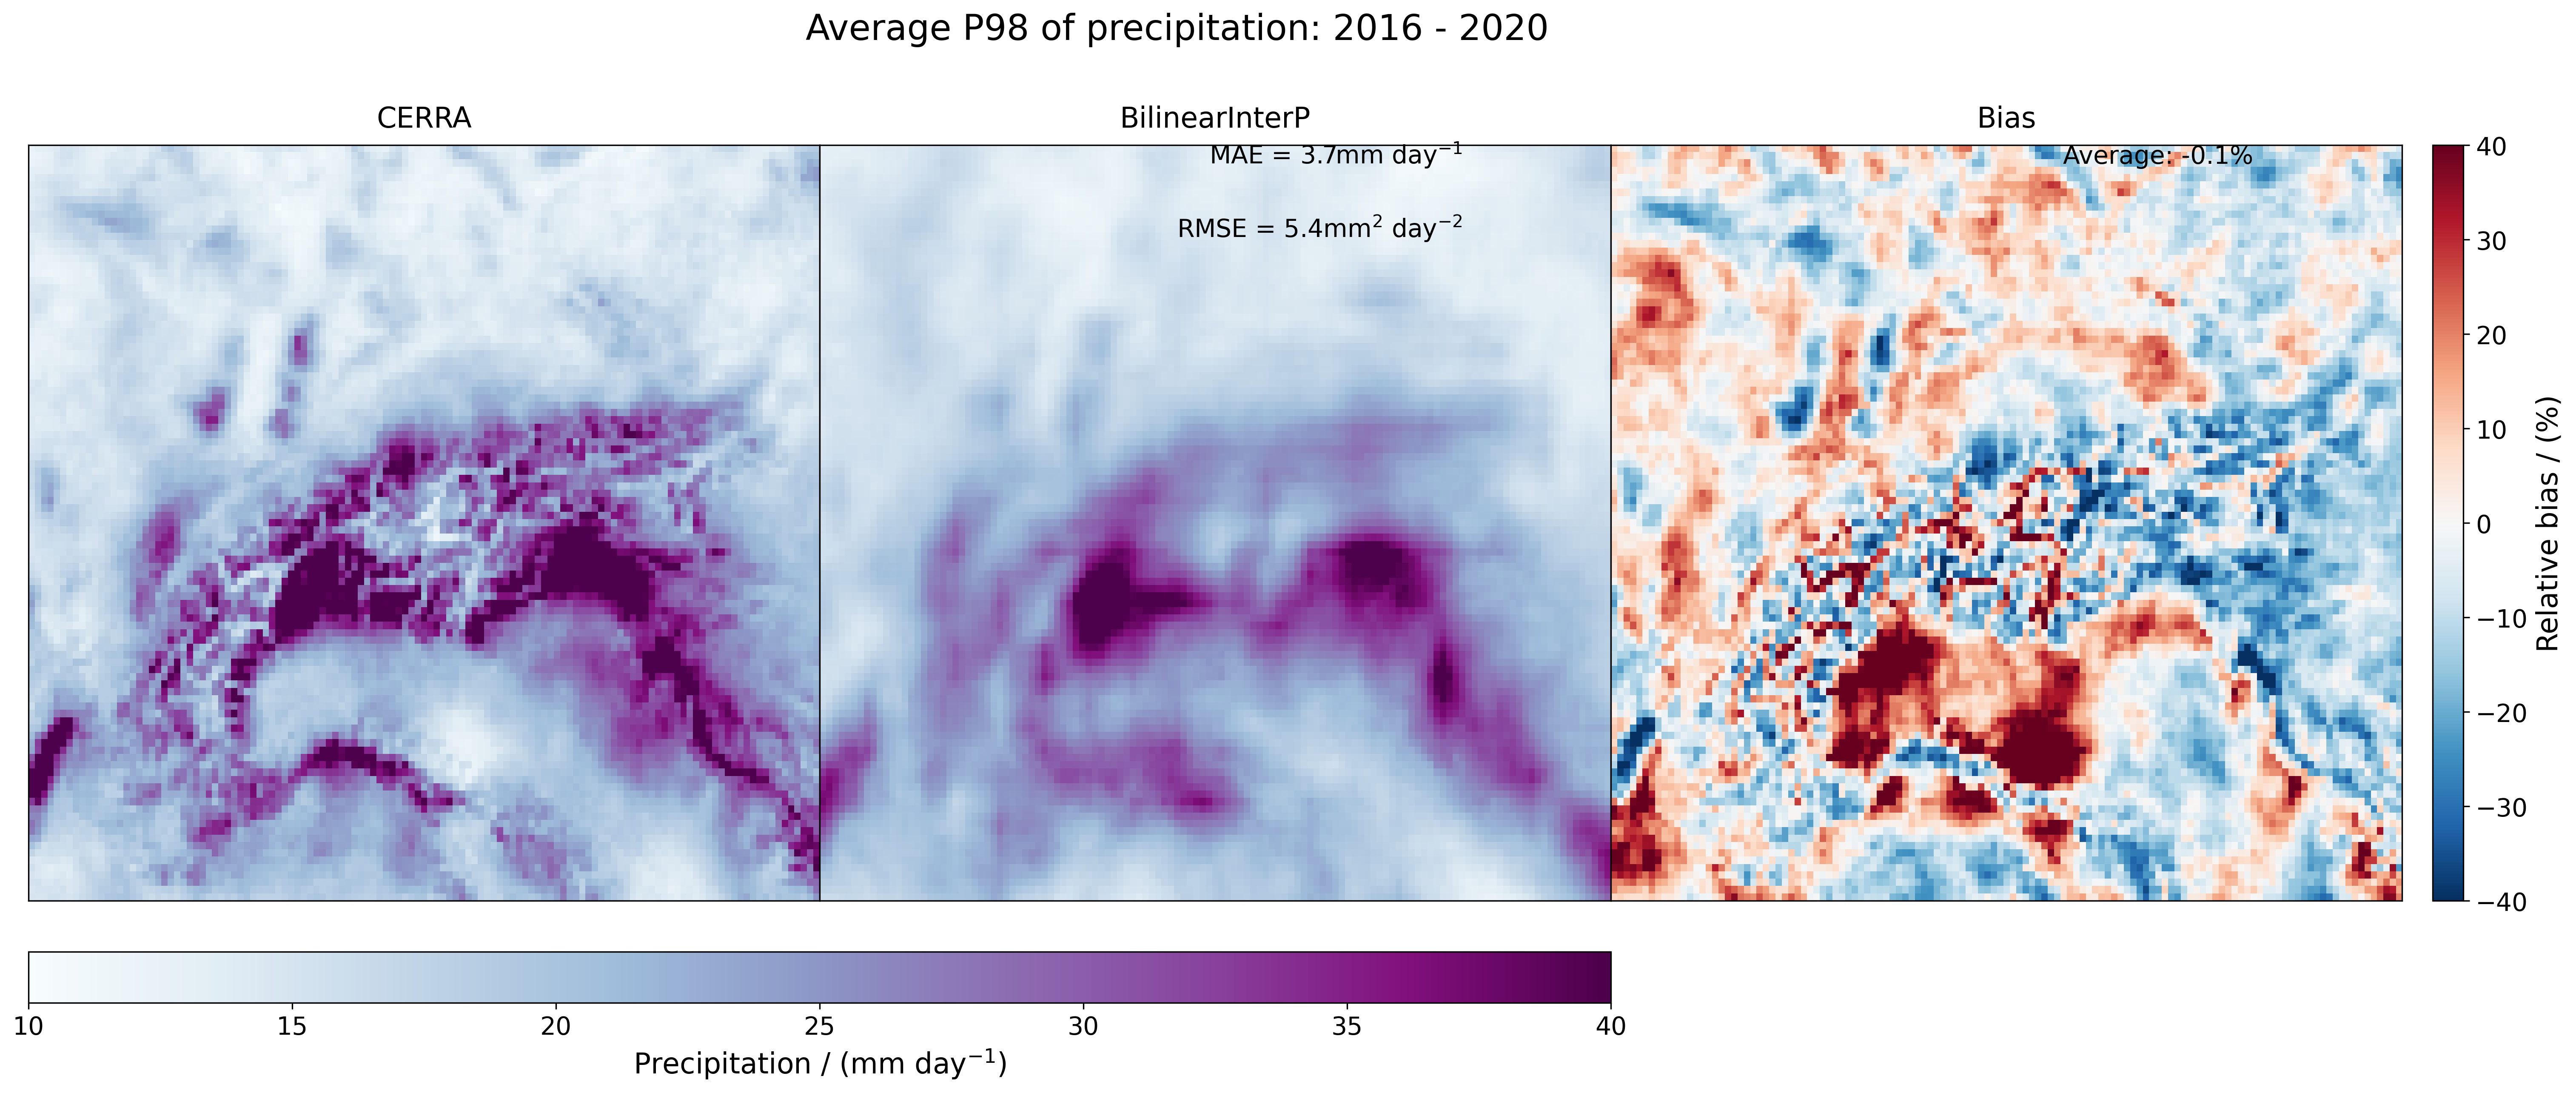 Average P98 of precipitation: 2016 - 2020
CERRA
BilinearInterP
Bias
MAE = 3.7mm day⁻¹
RMSE = 5.4mm² day⁻²
Average: -0.1%
40
30
20
10
0
−10
−20
−30
−40
Relative bias / (%)
10 15 20 25 30 35 40
Precipitation / (mm day⁻¹)